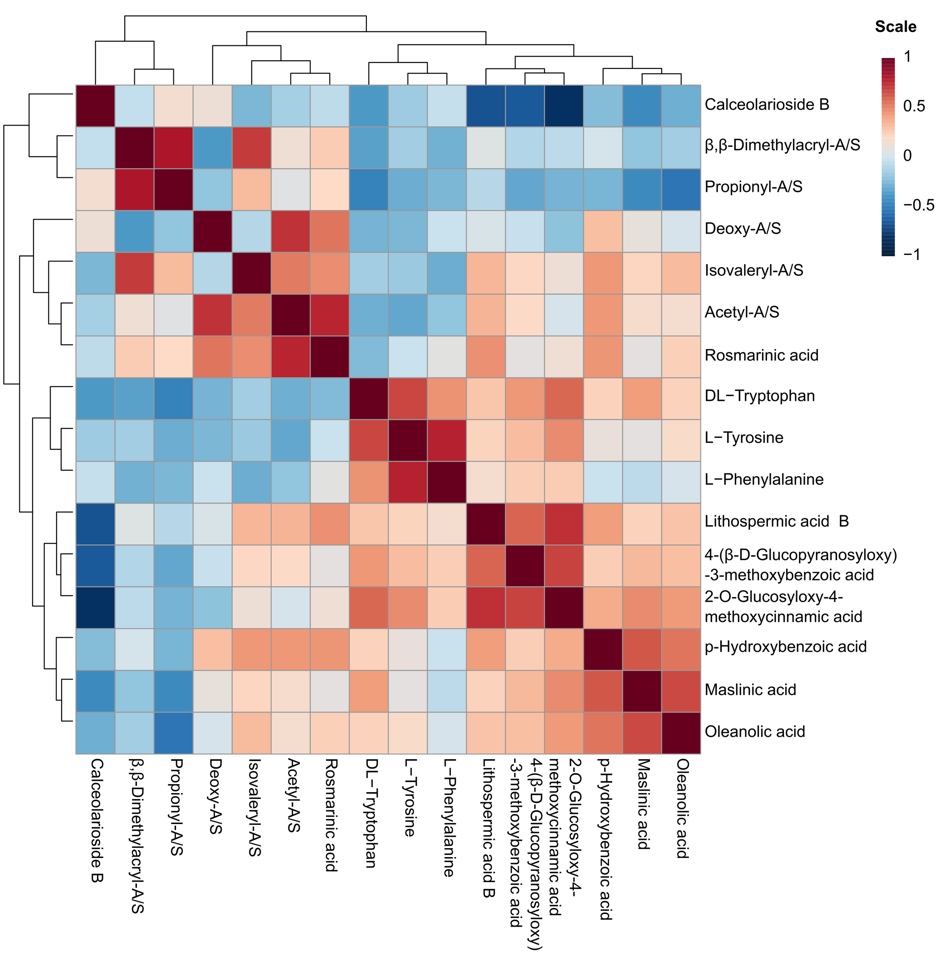 Scale
1
0.5
0
−0.5
−1
Calceolarioside B
β,β-Dimethylacryl-A/S
Propionyl-A/S
Deoxy-A/S
Isovaleryl-A/S
Acetyl-A/S
Rosmarinic acid
DL−Tryptophan
L−Tyrosine
L−Phenylalanine
Lithospermic acid B
4-(β-D-Glucopyranosyloxy)
-3-methoxybenzoic acid
2-O-Glucosyloxy-4-
methoxycinnamic acid
p-Hydroxybenzoic acid
Maslinic acid
Oleanolic acid
Calceolarioside B
β,β-Dimethylacryl-A/S
Propionyl-A/S
Deoxy-A/S
Isovaleryl-A/S
Acetyl-A/S
Rosmarinic acid
DL−Tryptophan
L−Tyrosine
L−Phenylalanine
Lithospermic acid B
4-(β-D-Glucopyranosyloxy)
-3-methoxybenzoic acid
2-O-Glucosyloxy-4-
methoxycinnamic acid
p-Hydroxybenzoic acid
Maslinic acid
Oleanolic acid